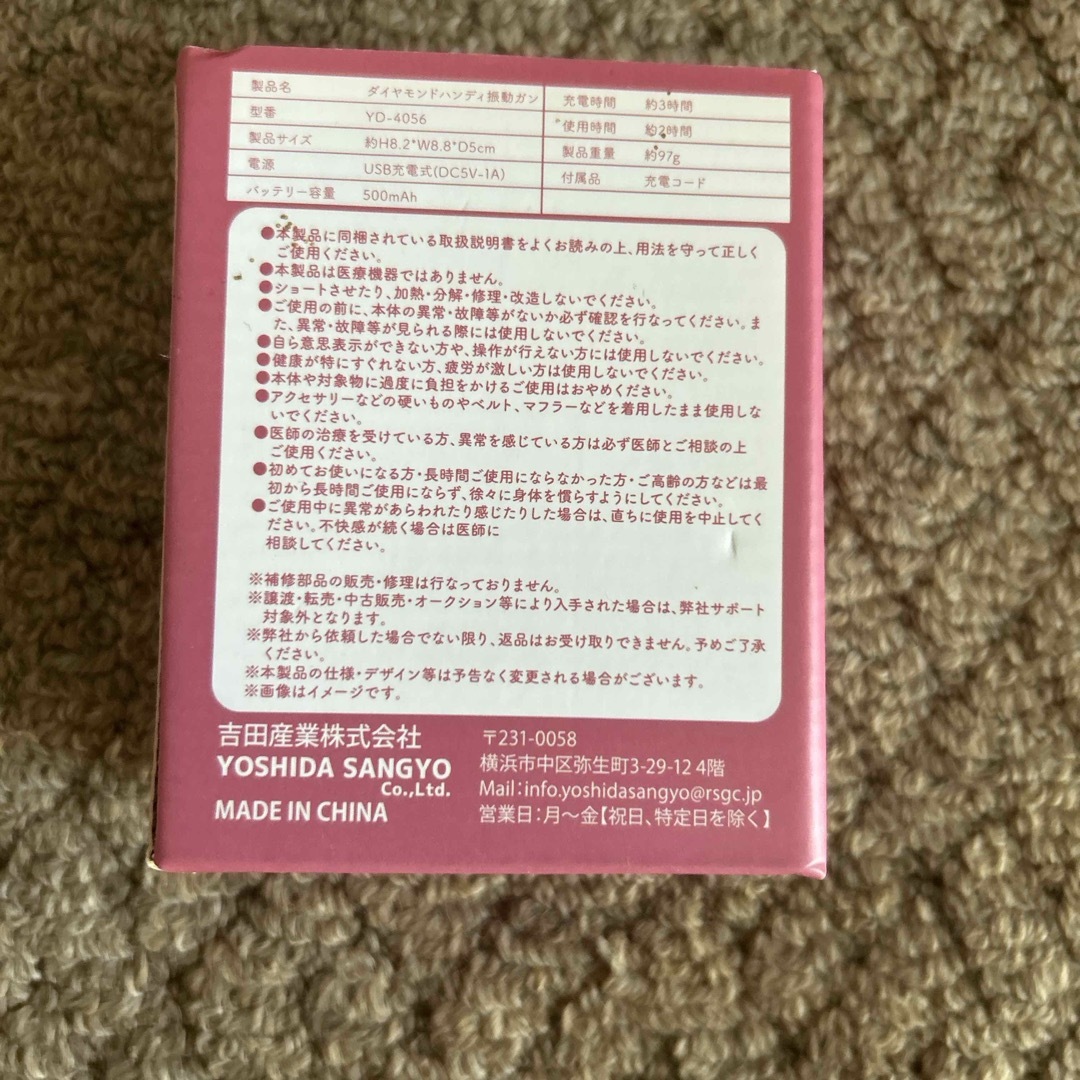 製品名 ダイヤモンドハンディ振動ガン
型番 YD-4056
製品サイズ 約H8.2*W8.8*D5cm
電源 USB充電式(DC5V-1A)
バッテリー容量 500mAh
充電時間 約3時間
使用時間 約2時間
製品重量 約97g
付属品 充電コード
●本製品に同梱されている取扱説明書をよくお読みの上、用法を守って正しく
ご使用ください。
●本製品は医療機器ではありません。
●ショートさせたり、加熱・分解・修理・改造しないでください。
●ご使用の前に、本体の異常・故障等がないか必ず確認を行なってください。ま
た、異常・故障等が見られる際には使用しないでください。
●自ら意思表示ができない方や、操作が行えない方には使用しないでください。
●健康が特にすぐれない方、疲労が激しい方は使用しないでください。
●本体や対象物に過度に負担をかけるご使用はおやめください。
●アクセサリーなどの硬いものやベルト、マフラーなどを着用したまま使用しな
いでください。
●医師の治療を受けている方、異常を感じている方は必ず医師とご相談の上
ご使用ください。
●初めてお使いになる方・長時間ご使用にならなかった方・ご高齢の方などは最
初から長時間ご使用にならず、徐々に身体を慣らすようにしてください。
●ご使用中に異常があらわれたり感じたりした場合は、直ちに使用を中止してく
ださい。不快感が続く場合は医師に
相談してください。
※補修部品の販売・修理は行なっておりません。
※譲渡・転売・中古販売・オークション等により入手された場合は、弊社サポート
対象外となります。
※弊社から依頼した場合でない限り、返品はお受け取りできません。予めご了承
ください。
※本製品の仕様・デザイン等は予告なく変更される場合がございます。
※画像はイメージです。
吉田産業株式会社
YOSHIDA SANGYO
Co.,Ltd.
MADE IN CHINA
〒231-0058
横浜市中区弥生町3-29-12 4階
Mail：info.yoshidasangyo@rsgc.jp
営業日：月～金【祝日、特定日を除く】